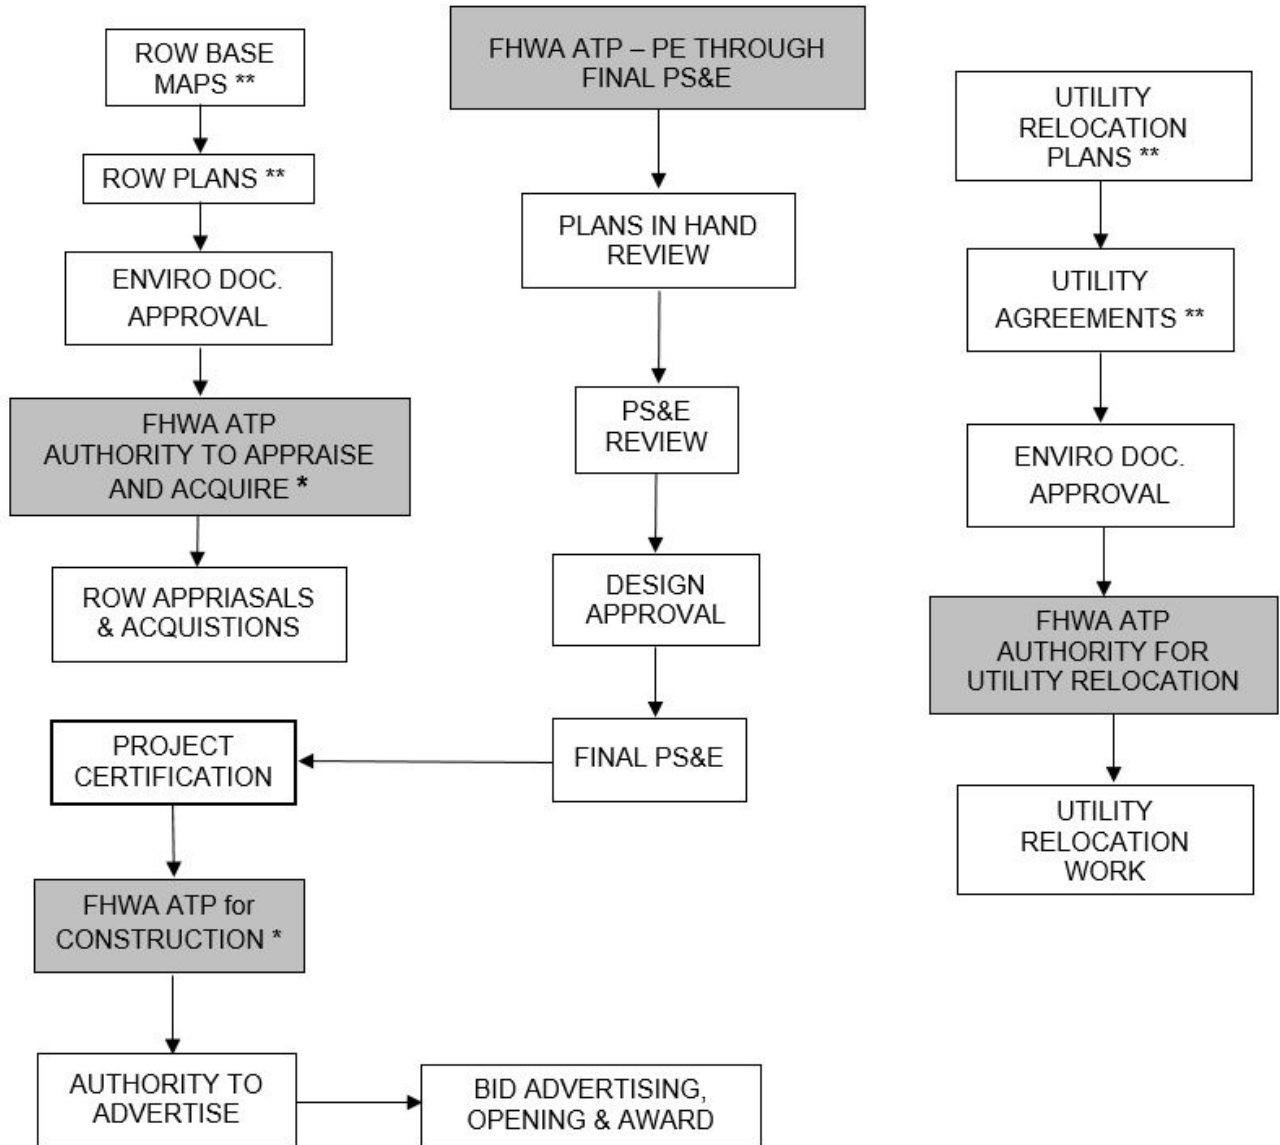 ROW BASE
MAPS **
ROW PLANS **
ENVIRO DOC.
APPROVAL
FHWA ATP
AUTHORITY TO APPRAISE
AND ACQUIRE *
ROW APPRIASALS
& ACQUISTIONS
FHWA ATP – PE THROUGH
FINAL PS&E
PLANS IN HAND
REVIEW
PS&E
REVIEW
DESIGN
APPROVAL
FINAL PS&E
PROJECT
CERTIFICATION
FHWA ATP for
CONSTRUCTION *
AUTHORITY TO
ADVERTISE
BID ADVERTISING,
OPENING & AWARD
UTILITY
RELOCATION
PLANS **
UTILITY
AGREEMENTS **
ENVIRO DOC.
APPROVAL
FHWA ATP
AUTHORITY FOR
UTILITY RELOCATION
UTILITY
RELOCATION
WORK